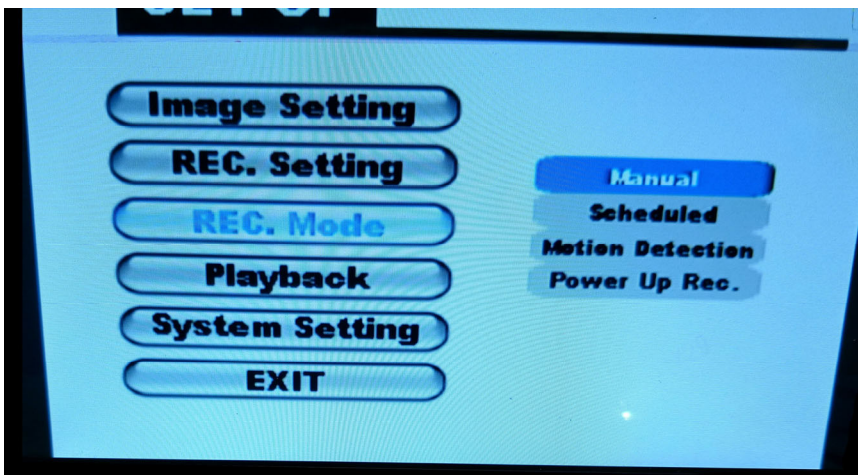 Image Setting
REC. Setting
REC. Mode
Playback
System Setting
EXIT
Manual
Scheduled
Motion Detection
Power Up Rec.